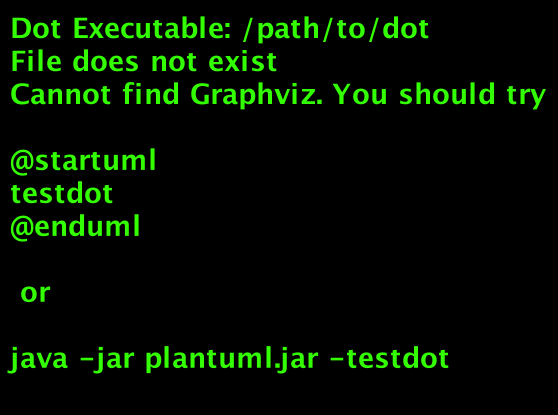 Dot Executable: /path/to/dot
File does not exist
Cannot find Graphviz. You should try
@startuml
testdot
@enduml
or
java -jar plantuml.jar -testdot